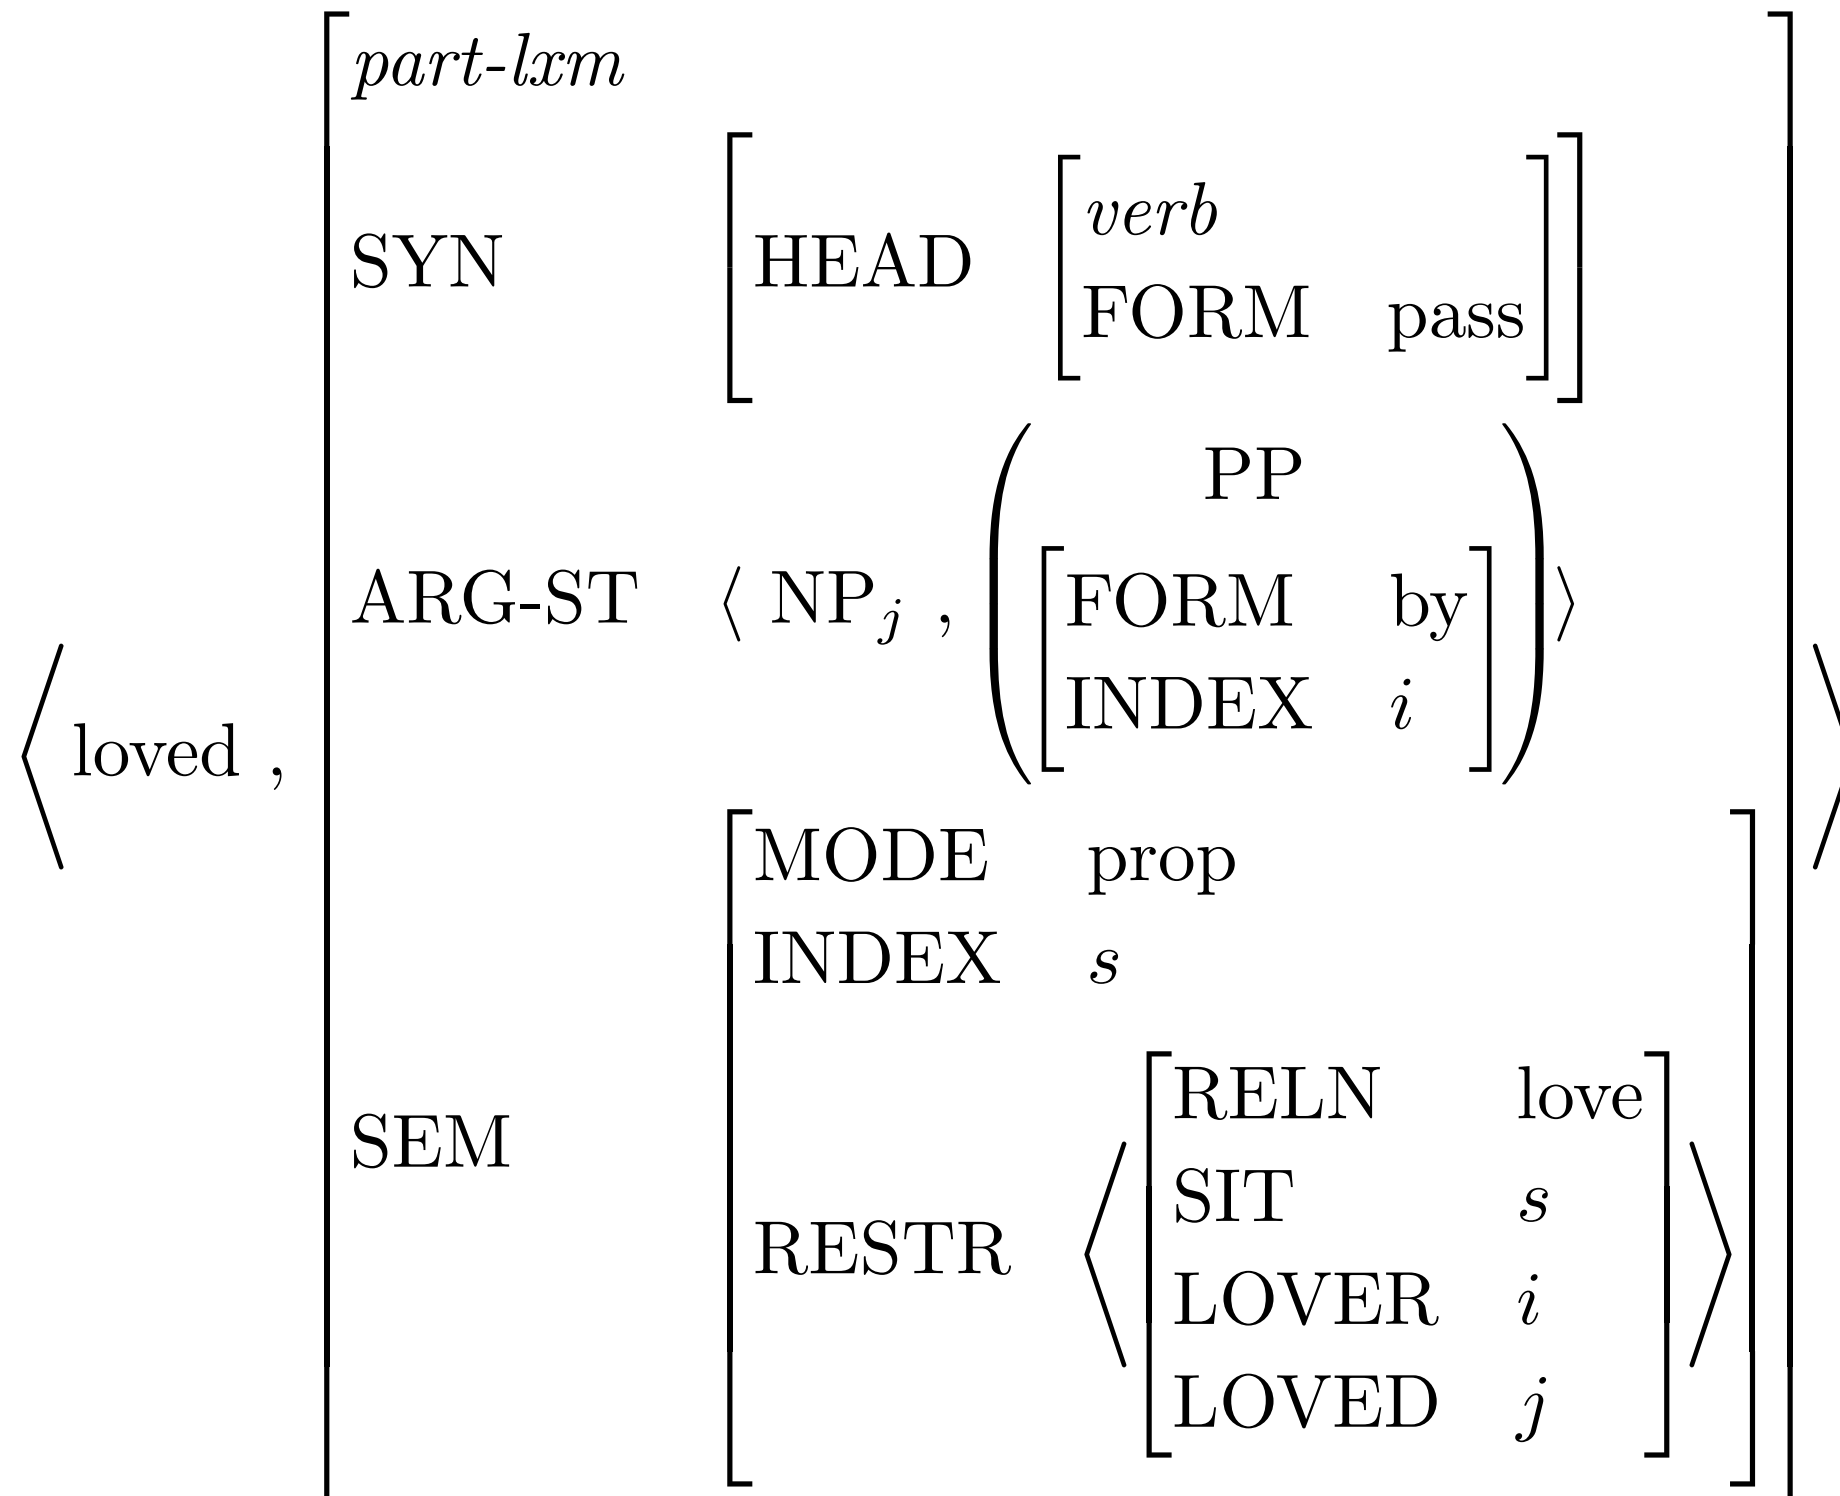 part-lxm
verb
SYN [HEAD
FORM pass]
PP
ARG-ST ⟨ NP_j , ( [FORM by
INDEX i] ) ⟩
⟨ loved ,
MODE prop
INDEX s
RELN love
SEM
SIT s
RESTR
LOVER i
LOVED j